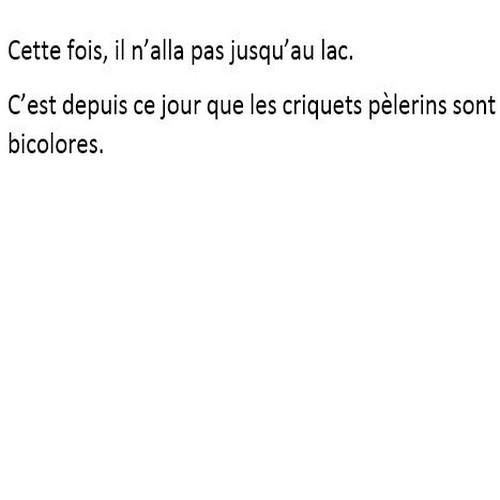 Cette fois, il n’alla pas jusqu’au lac.
C’est depuis ce jour que les criquets pèlerins sont
bicolores.